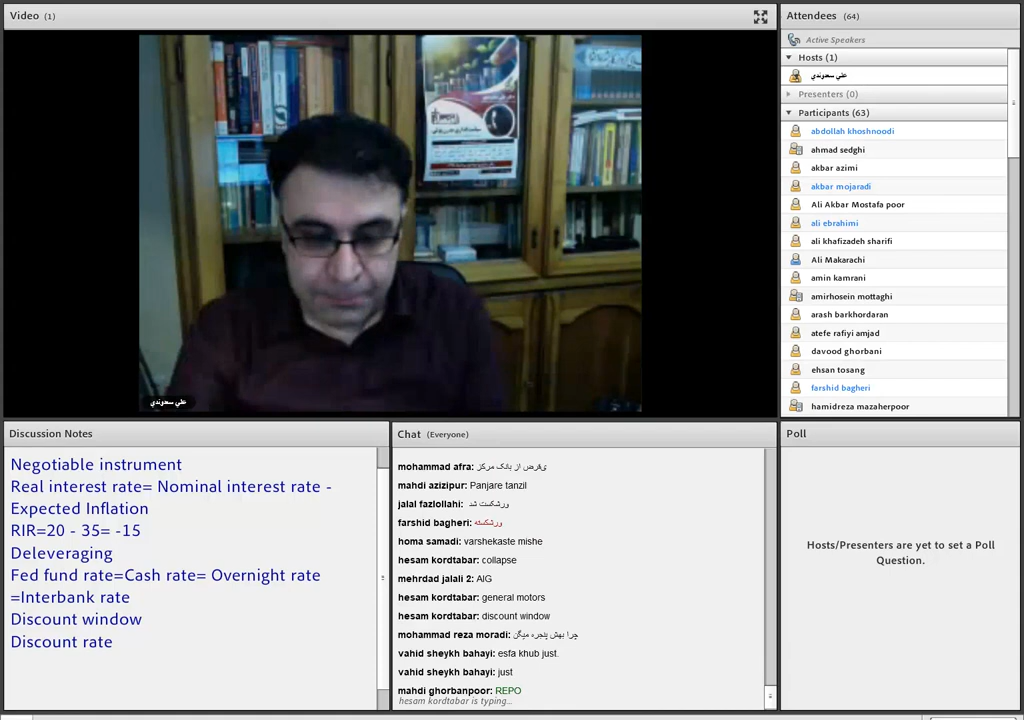 Video (1)
علي سعدوندي
Attendees (64)
Active Speakers
Hosts (1)
علي سعدوندي
Presenters (0)
Participants (63)
abdollah khoshnoodi
ahmad sedghi
akbar azimi
akbar mojaradi
Ali Akbar Mostafa poor
ali ebrahimi
ali khafizadeh sharifi
Ali Makarachi
amin kamrani
amirhosein mottaghi
arash barkhordaran
atefe rafiyi amjad
davood ghorbani
ehsan tosang
farshid bagheri
hamidreza mazaherpoor
Discussion Notes
Negotiable instrument
Real interest rate= Nominal interest rate -
Expected Inflation
RIR=20 - 35= -15
Deleveraging
Fed fund rate=Cash rate= Overnight rate
=Interbank rate
Discount window
Discount rate
Chat (Everyone)
mohammad afra: از بانک مرکز
mahdi azizipur: Panjare tanzil
jalal fazlollahi: ورشکست شد
farshid bagheri: ورشکسته
homa samadi: varshekaste mishe
hesam kordtabar: collapse
mehrdad jalali 2: AIG
hesam kordtabar: general motors
hesam kordtabar: discount window
mohammad reza moradi: چرا بهش پنجره میگن
vahid sheykh bahayi: esfa khub just.
vahid sheykh bahayi: just
mahdi ghorbanpoor: REPO
hesam kordtabar is typing...
Poll
Hosts/Presenters are yet to set a Poll
Question.